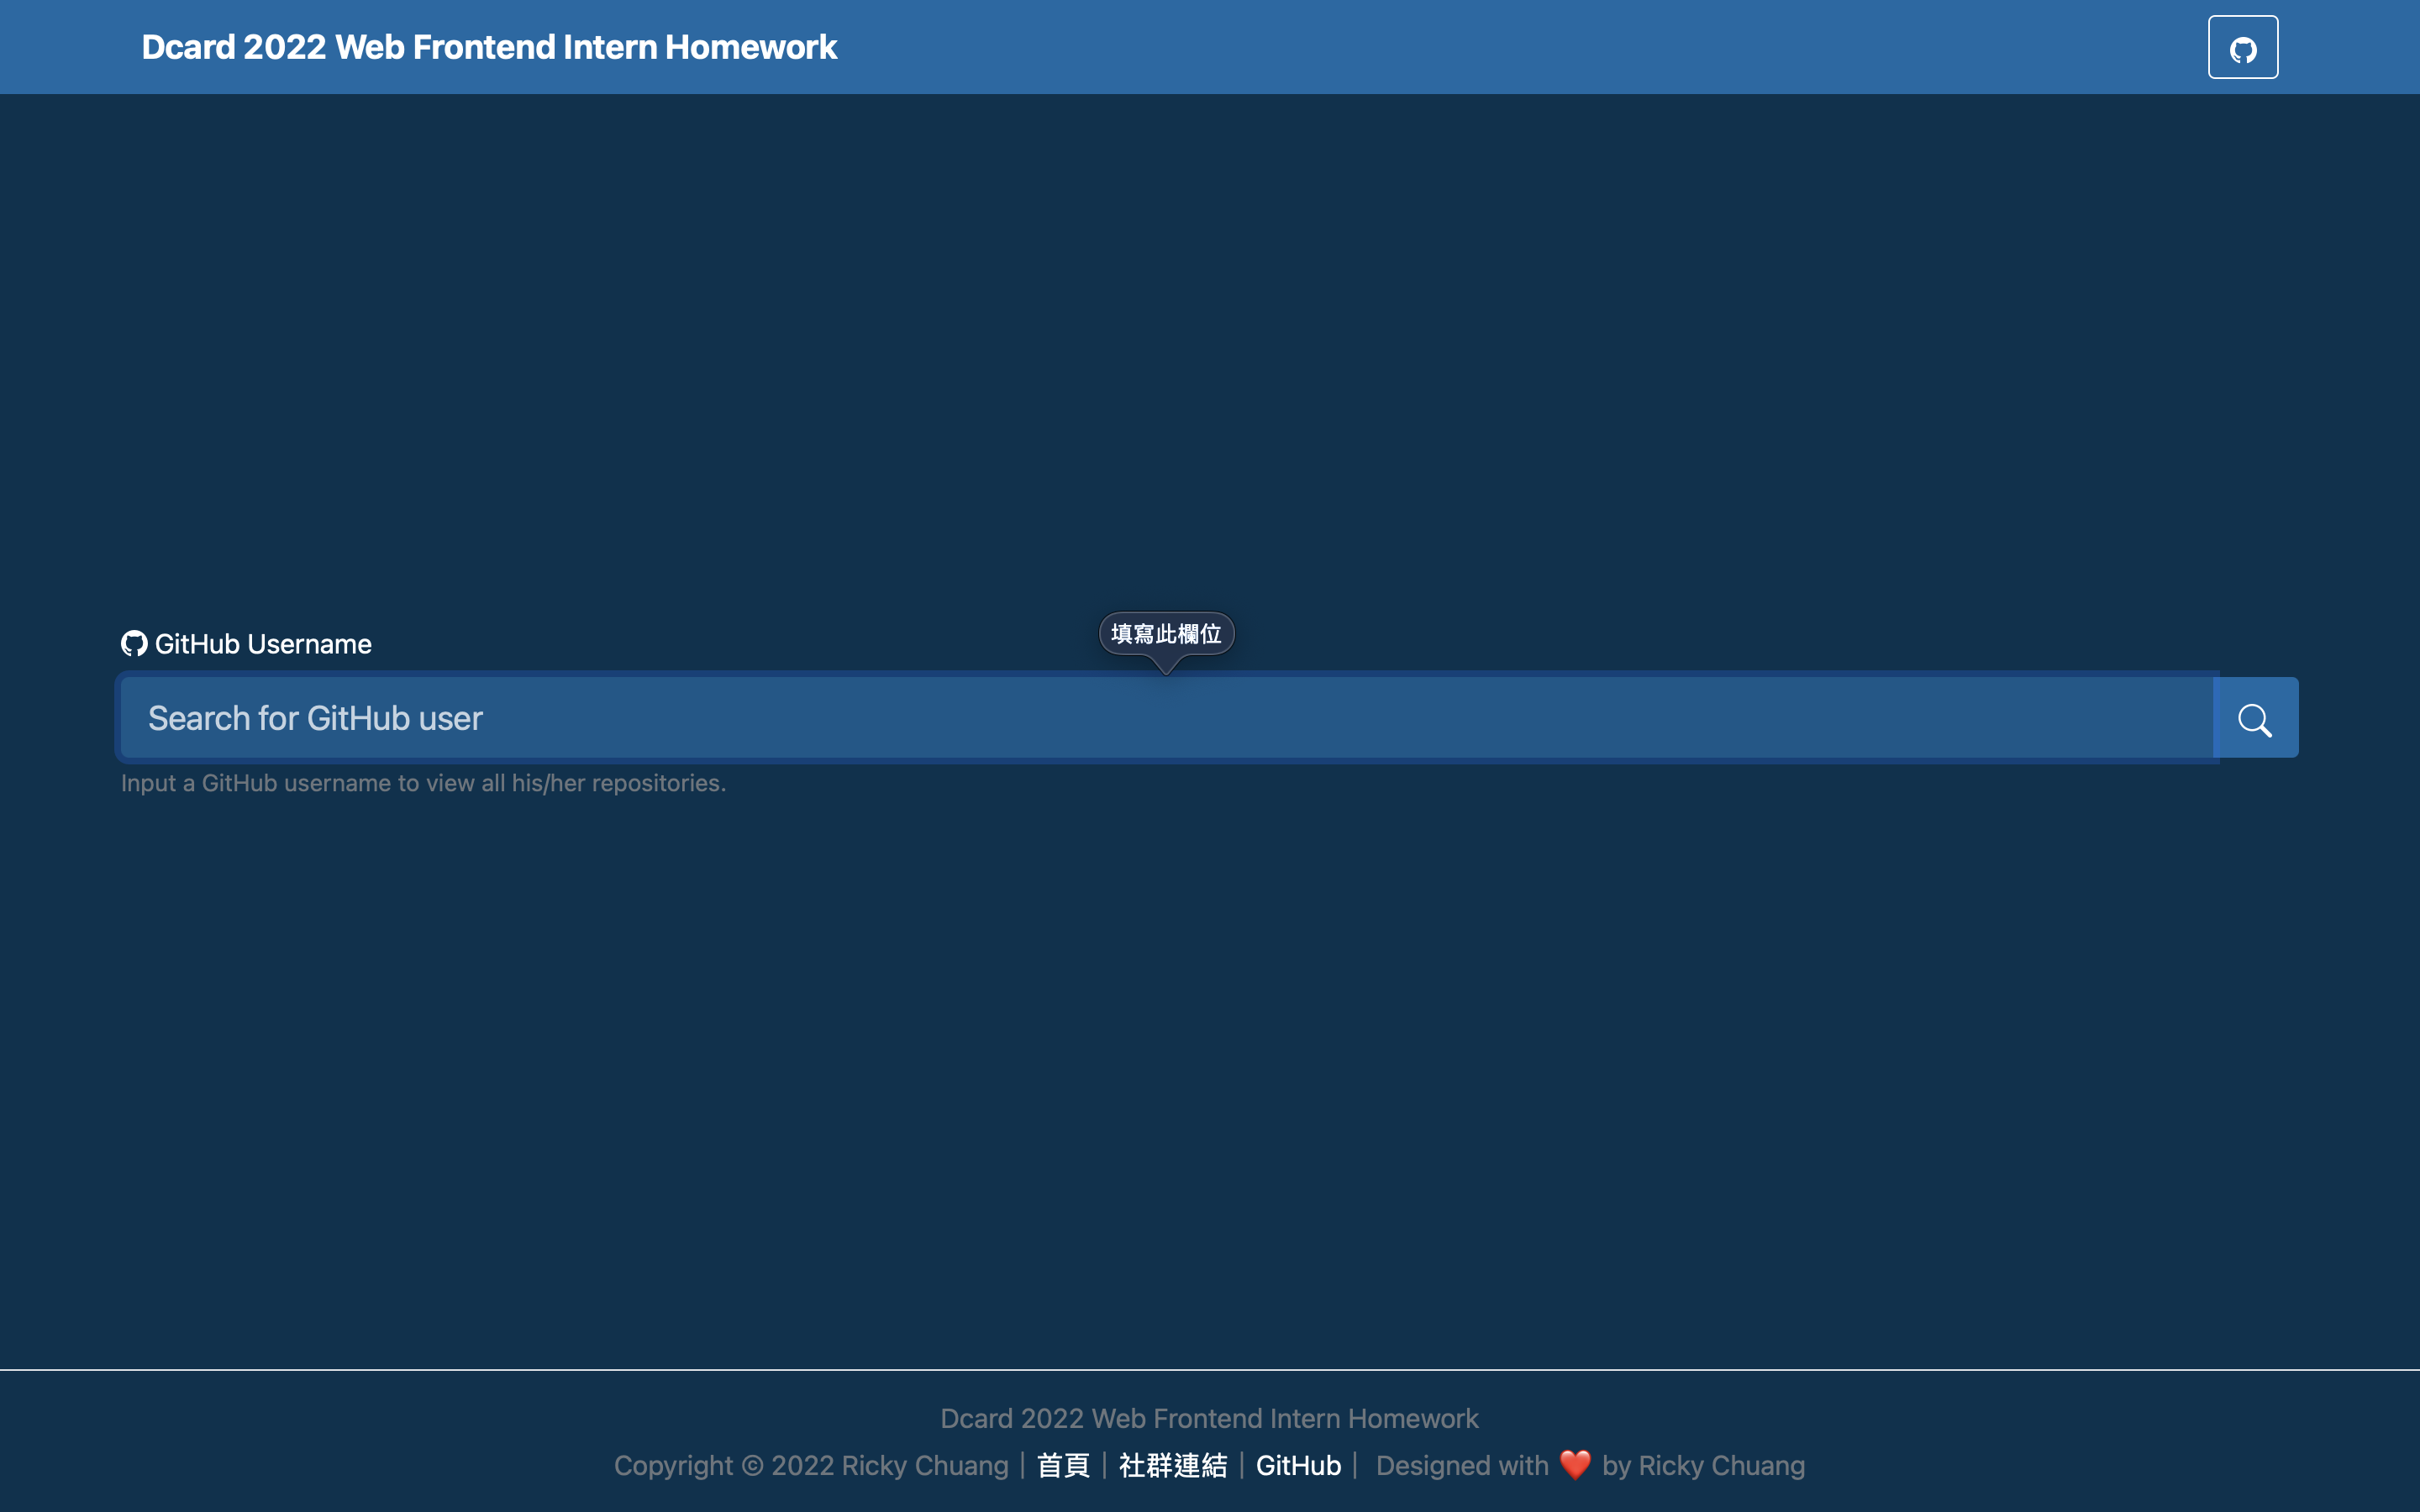 Dcard 2022 Web Frontend Intern Homework
GitHub Username
填寫此欄位
Search for GitHub user
Input a GitHub username to view all his/her repositories.
Dcard 2022 Web Frontend Intern Homework
Copyright © 2022 Ricky Chuang | 首頁 | 社群連結 | GitHub | Designed with ❤️ by Ricky Chuang